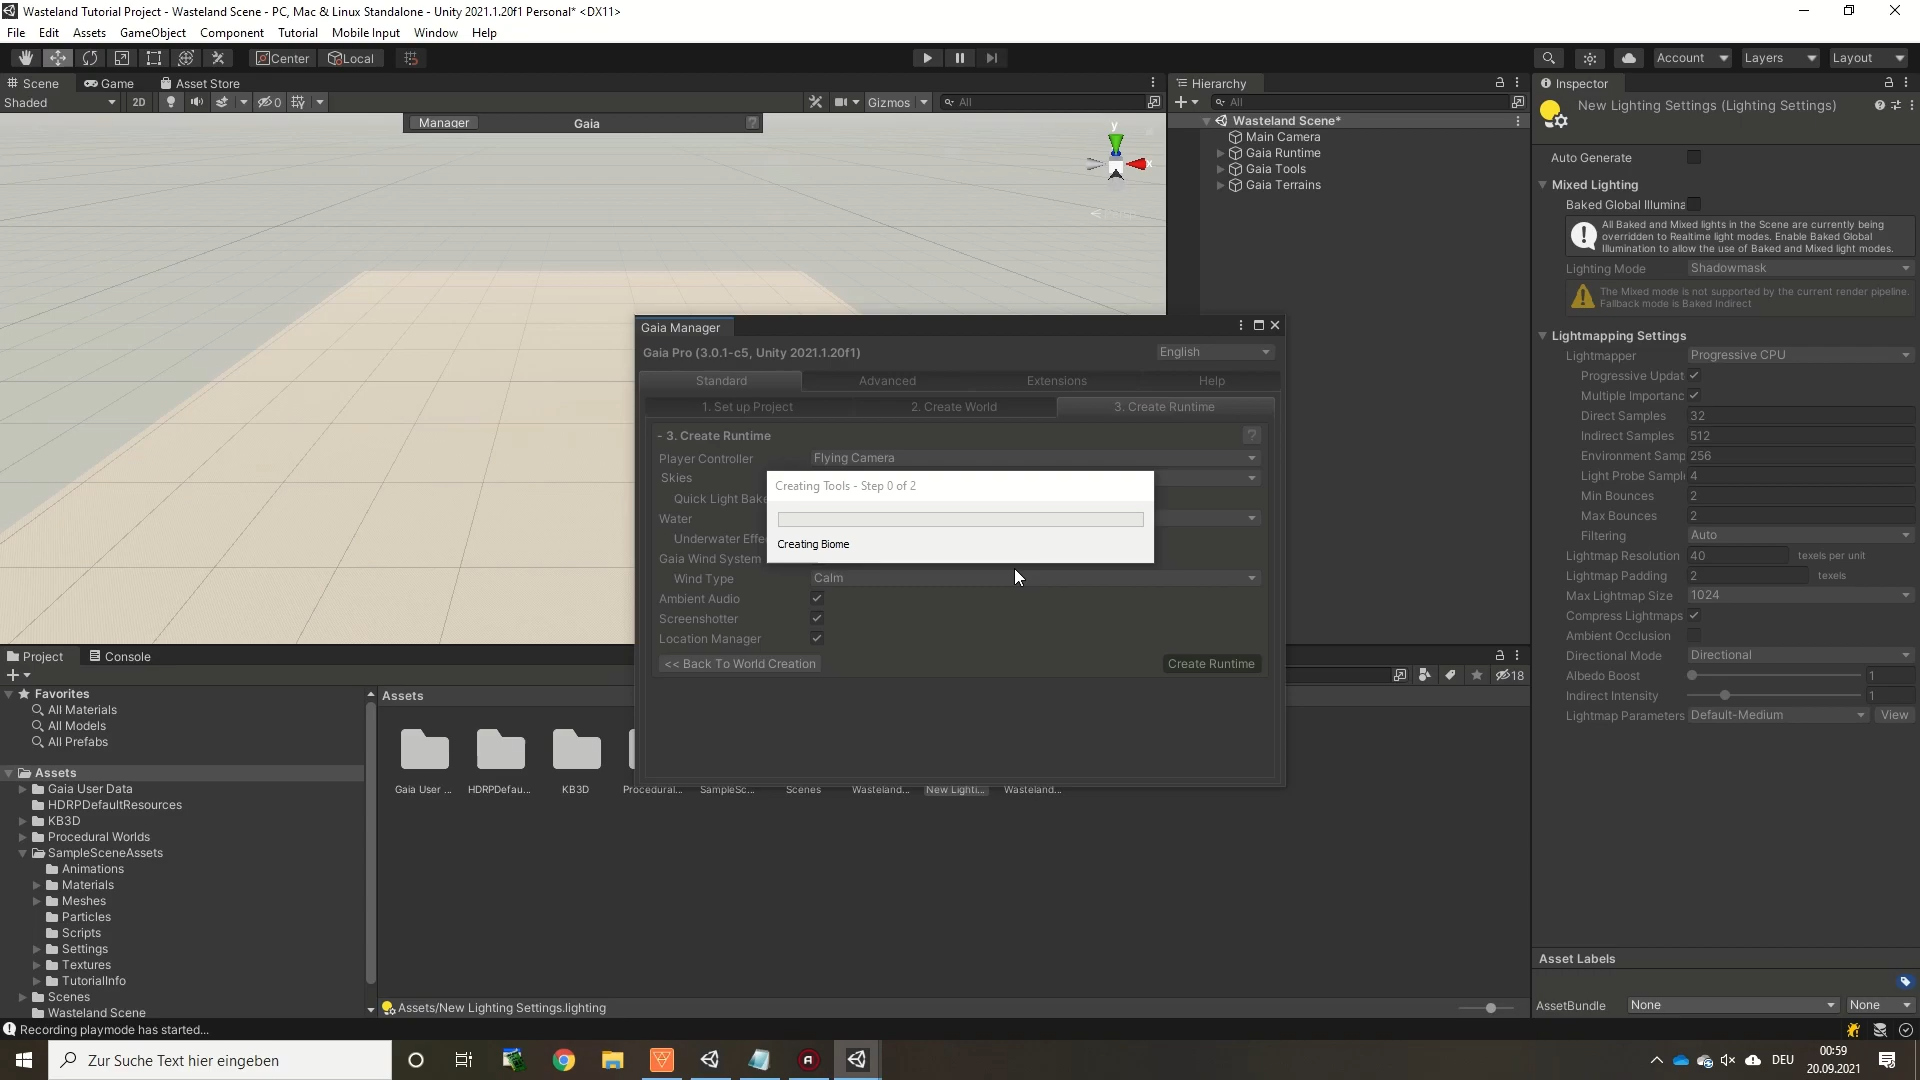 Wasteland Tutorial Project - Wasteland Scene - PC, Mac & Linux Standalone - Unity 2021.1.20f1 Personal* <DX11>
File Edit Assets GameObject Component Tutorial Mobile Input Window Help
Center Local Account Layers Layout
Scene Game Asset Store
Shaded 2D 0 Gizmos All
Manager Gaia ?
y
x
Hierarchy
All
Wasteland Scene*
Main Camera
Gaia Runtime
Gaia Tools
Gaia Terrains
Inspector
New Lighting Settings (Lighting Settings)
Auto Generate
Mixed Lighting
Baked Global Illumina
All Baked and Mixed lights in the Scene are currently being
overridden to Realtime light modes. Enable Baked Global
Illumination to allow the use of Baked and Mixed light modes.
Lighting Mode Shadowmask
The Mixed mode is not supported by the current render pipeline.
Fallback mode is Baked Indirect
Lightmapping Settings
Lightmapper Progressive CPU
Progressive Updat
Multiple Importanc
Direct Samples 32
Indirect Samples 512
Environment Samp 256
Light Probe Sampl 4
Min Bounces 2
Max Bounces 2
Filtering Auto
Lightmap Resolution 40 texels per unit
Lightmap Padding 2 texels
Max Lightmap Size 1024
Compress Lightmaps
Ambient Occlusion
Directional Mode Directional
Albedo Boost 1
Indirect Intensity 1
Lightmap Parameters Default-Medium View
Asset Labels
AssetBundle None None
Gaia Manager
Gaia Pro (3.0.1-c5, Unity 2021.1.20f1) English
Standard Advanced Extensions Help
1. Set up Project 2. Create World 3. Create Runtime
- 3. Create Runtime ?
Player Controller Flying Camera
Skies
Quick Light Bake
Water
Underwater Effe
Gaia Wind System
Wind Type Calm
Ambient Audio
Screenshotter
Location Manager
<< Back To World Creation Create Runtime
Creating Tools - Step 0 of 2
Creating Biome
Project Console
18
Favorites
All Materials
All Models
All Prefabs
Assets
Gaia User Data
HDRPDefaultResources
KB3D
Procedural Worlds
SampleSceneAssets
Animations
Materials
Meshes
Particles
Scripts
Settings
Textures
TutorialInfo
Scenes
Wasteland Scene
Assets
Gaia User ... HDRPDefau... KB3D Procedural... SampleSc... Scenes Wasteland... New Lighti... Wasteland...
Assets/New Lighting Settings.lighting
Recording playmode has started...
Zur Suche Text hier eingeben
DEU
00:59
20.09.2021